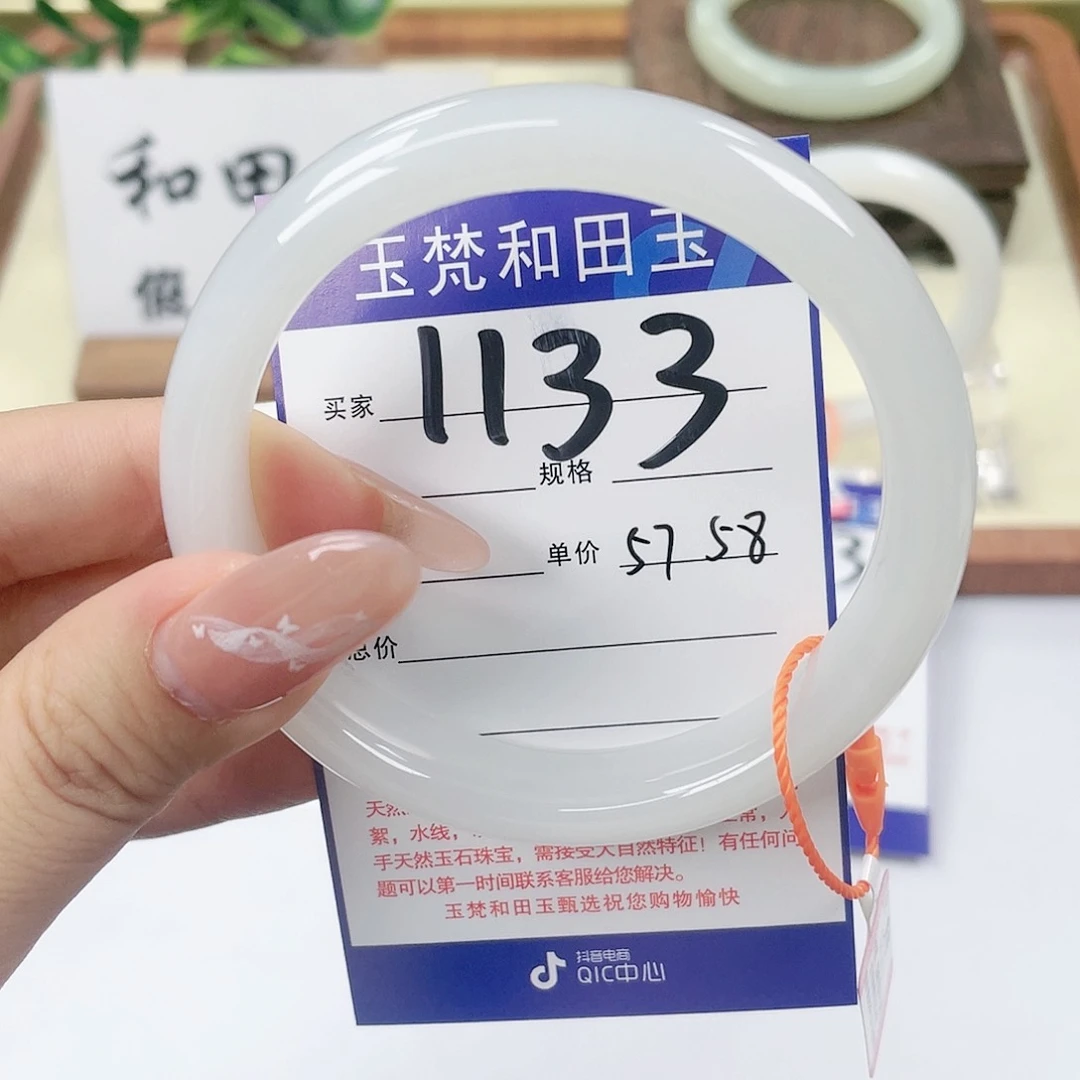 和田
假
玉梵和田玉
买家 1133
规格
单价 57 58
总价
天然
絮，水线，
手天然玉石珠宝，需接受大自然特征！有任何问
题可以第一时间联系客服给您解决。
玉梵和田玉甄选祝您购物愉快
抖音电商
QIC中心